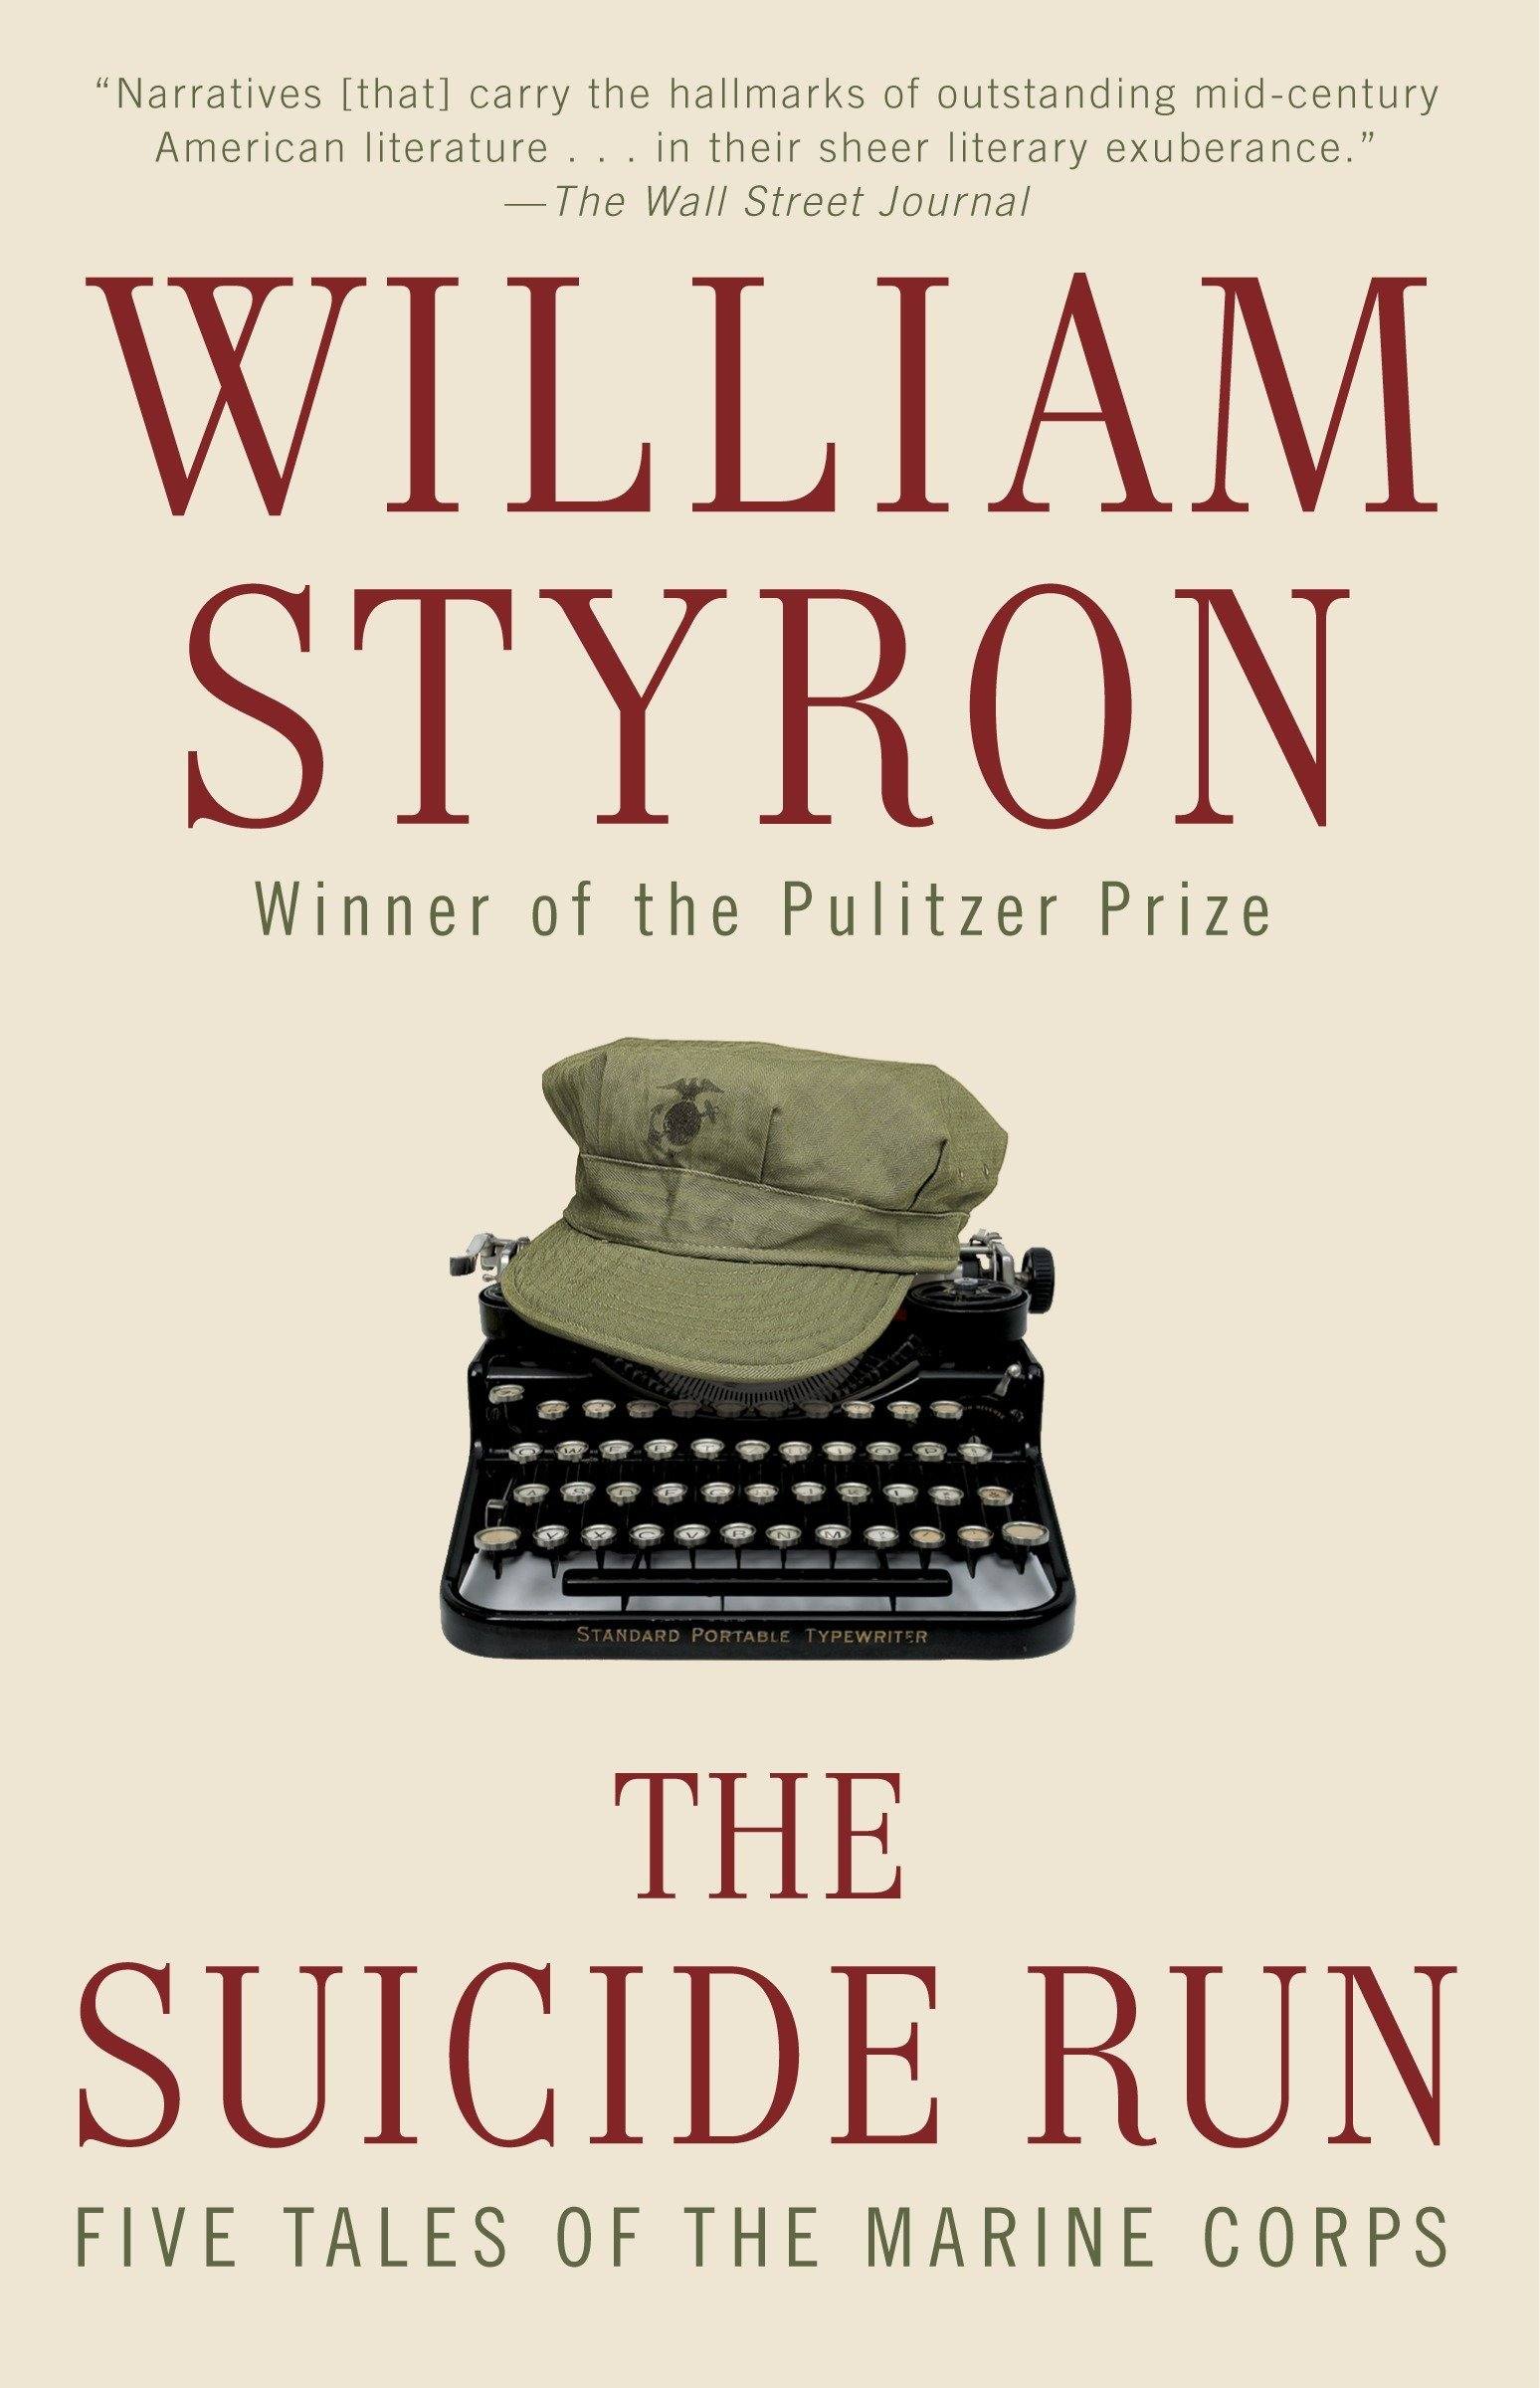 “Narratives [that] carry the hallmarks of outstanding mid-century
American literature . . . in their sheer literary exuberance.”
—The Wall Street Journal
WILLIAM
STYRON
Winner of the Pulitzer Prize
STANDARD PORTABLE TYPEWRITER
THE
SUICIDE RUN
FIVE TALES OF THE MARINE CORPS